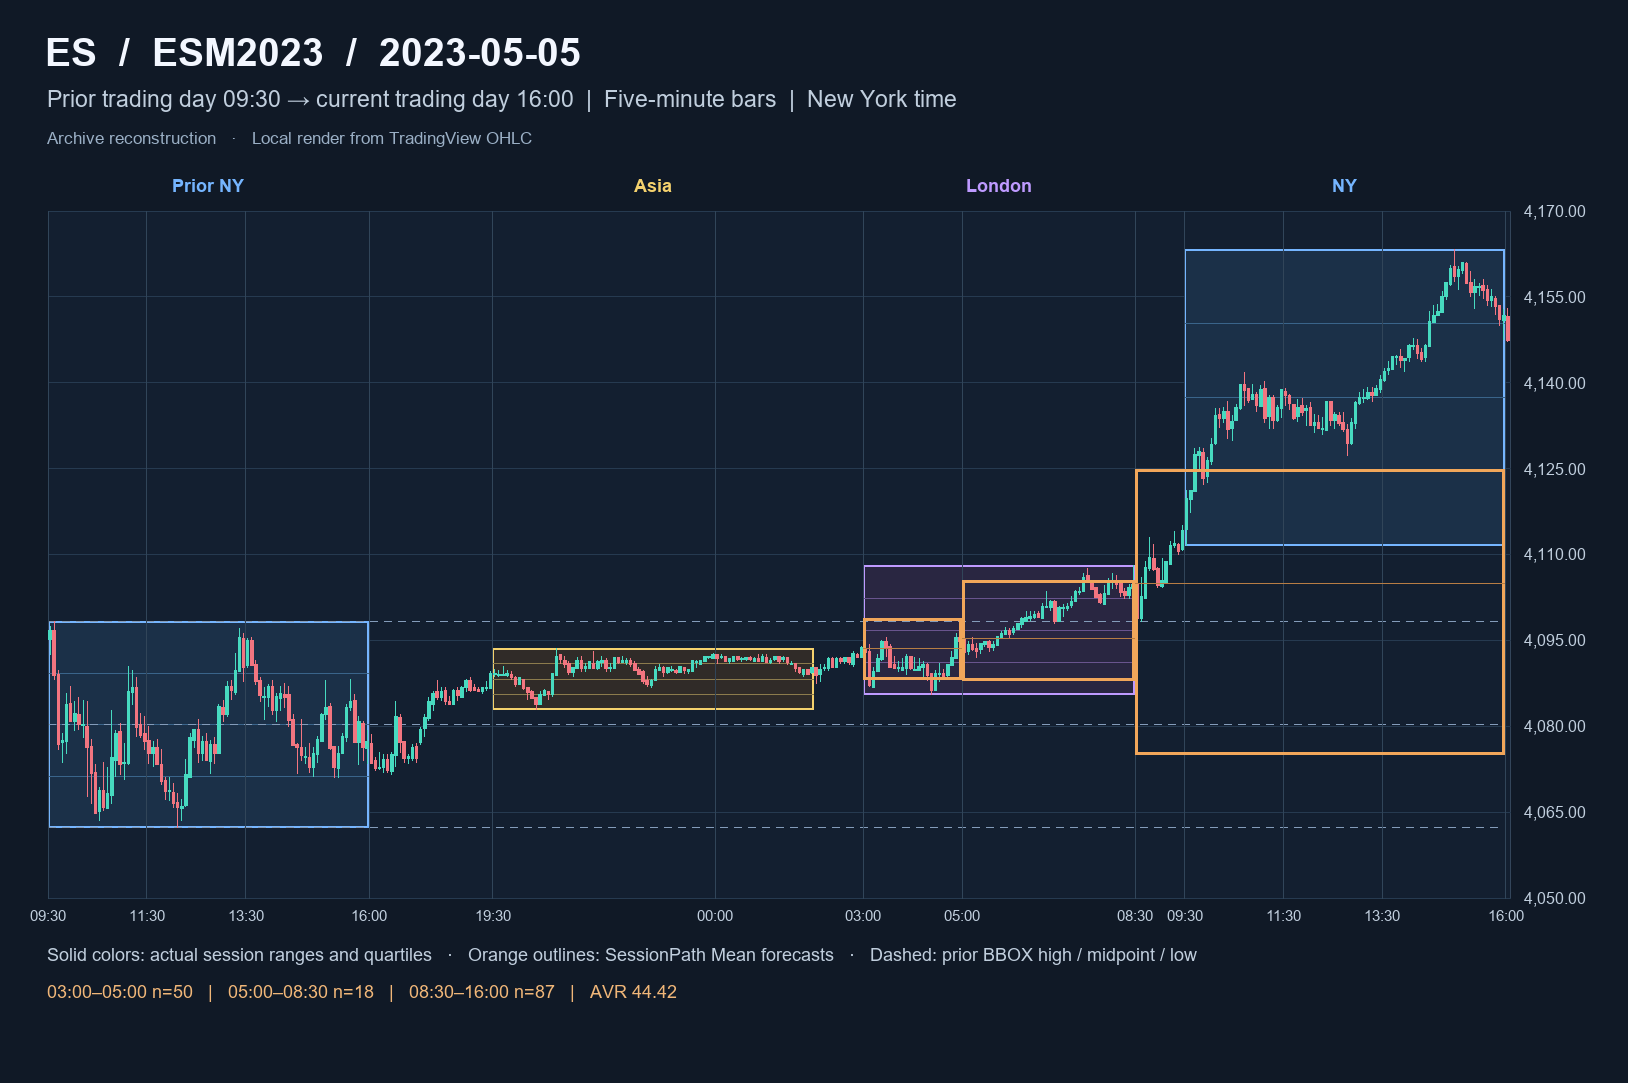 ES / ESM2023 / 2023-05-05
Prior trading day 09:30 → current trading day 16:00 | Five-minute bars | New York time
Archive reconstruction · Local render from TradingView OHLC
Prior NY Asia London NY
4,170.00
4,155.00
4,140.00
4,125.00
4,110.00
4,095.00
4,080.00
4,065.00
4,050.00
09:30 11:30 13:30 16:00 19:30 00:00 03:00 05:00 08:30 09:30 11:30 13:30 16:00
Solid colors: actual session ranges and quartiles · Orange outlines: SessionPath Mean forecasts · Dashed: prior BBOX high / midpoint / low
03:00–05:00 n=50 | 05:00–08:30 n=18 | 08:30–16:00 n=87 | AVR 44.42